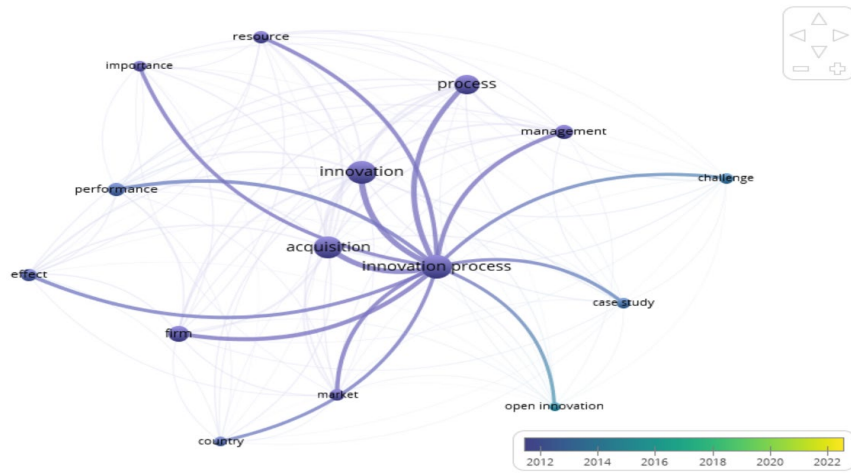 resource
importance
process
management
innovation
challenge
performance
acquisition
innovation process
effect
case study
firm
market
open innovation
country
2012 2014 2016 2018 2020 2022